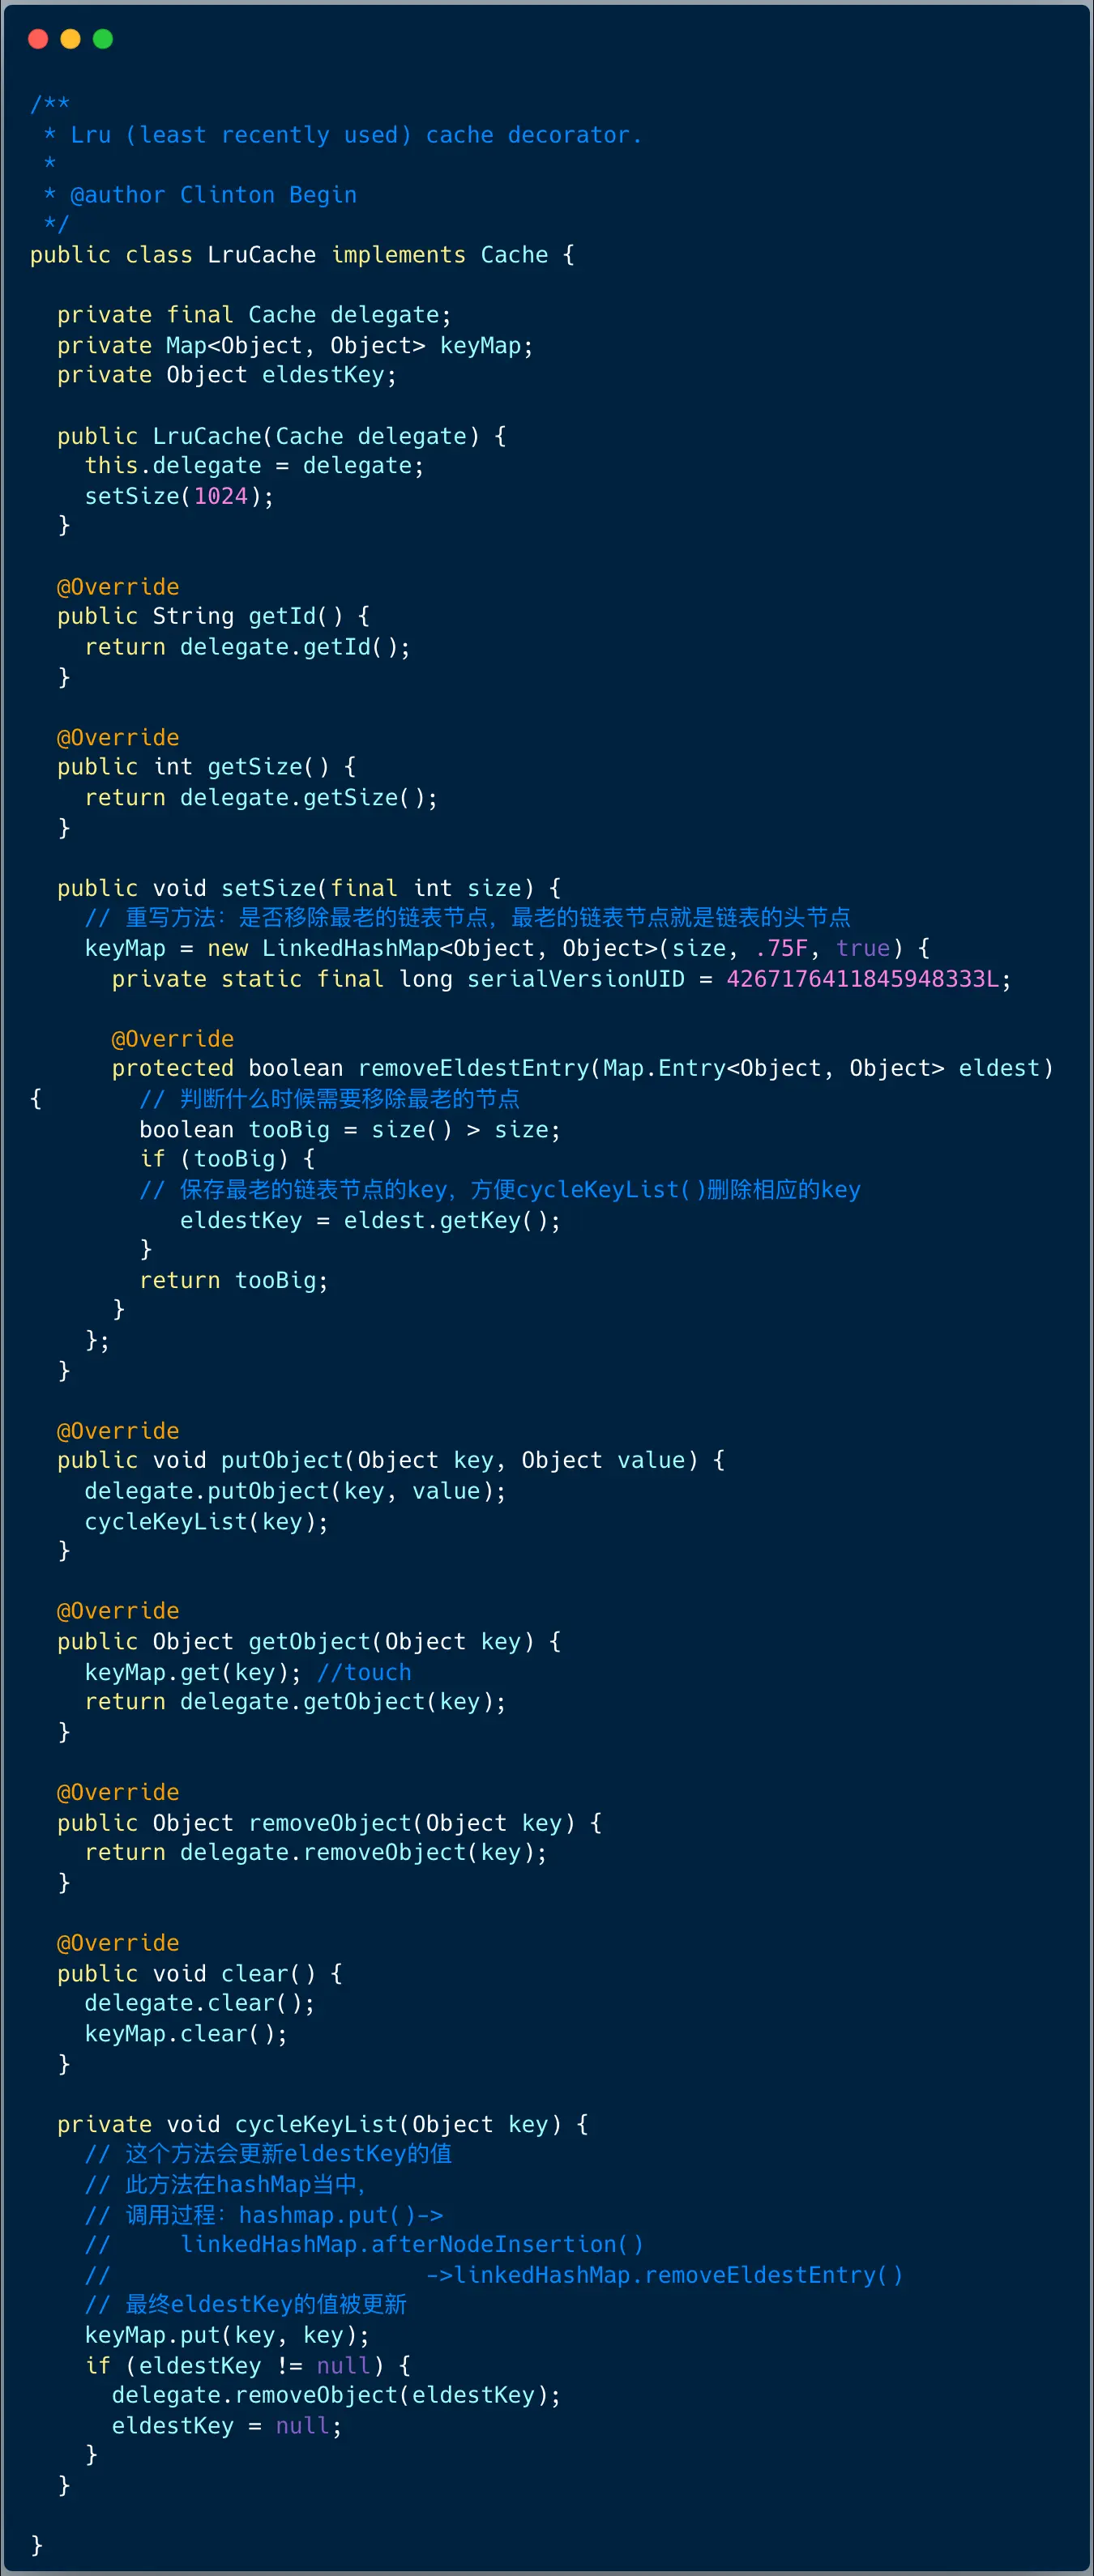 /**
 * Lru (least recently used) cache decorator.
 *
 * @author Clinton Begin
 */
public class LruCache implements Cache {

  private final Cache delegate;
  private Map<Object, Object> keyMap;
  private Object eldestKey;

  public LruCache(Cache delegate) {
    this.delegate = delegate;
    setSize(1024);
  }

  @Override
  public String getId() {
    return delegate.getId();
  }

  @Override
  public int getSize() {
    return delegate.getSize();
  }

  public void setSize(final int size) {
    // 重写方法：是否移除最老的链表节点，最老的链表节点就是链表的头节点
    keyMap = new LinkedHashMap<Object, Object>(size, .75F, true) {
      private static final long serialVersionUID = 4267176411845948333L;

      @Override
      protected boolean removeEldestEntry(Map.Entry<Object, Object> eldest)
{       // 判断什么时候需要移除最老的节点
        boolean tooBig = size() > size;
        if (tooBig) {
        // 保存最老的链表节点的key，方便cycleKeyList()删除相应的key
           eldestKey = eldest.getKey();
        }
        return tooBig;
      }
    };
  }

  @Override
  public void putObject(Object key, Object value) {
    delegate.putObject(key, value);
    cycleKeyList(key);
  }

  @Override
  public Object getObject(Object key) {
    keyMap.get(key); //touch
    return delegate.getObject(key);
  }

  @Override
  public Object removeObject(Object key) {
    return delegate.removeObject(key);
  }

  @Override
  public void clear() {
    delegate.clear();
    keyMap.clear();
  }

  private void cycleKeyList(Object key) {
    // 这个方法会更新eldestKey的值
    // 此方法在hashMap当中，
    // 调用过程：hashmap.put()->
    //     linkedHashMap.afterNodeInsertion()
    //                       ->linkedHashMap.removeEldestEntry()
    // 最终eldestKey的值被更新
    keyMap.put(key, key);
    if (eldestKey != null) {
      delegate.removeObject(eldestKey);
      eldestKey = null;
    }
  }

}